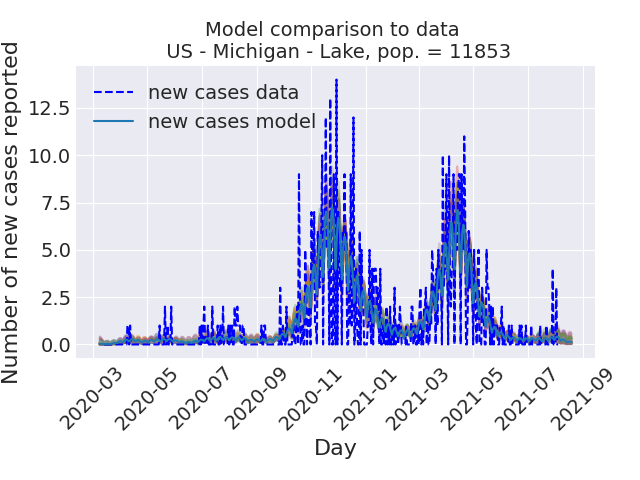 Model comparison to data
US - Michigan - Lake, pop. = 11853
Number of new cases reported
12.5
10.0
7.5
5.0
2.5
0.0
new cases data
new cases model
2020-03
2020-05
2020-07
2020-09
2020-11
2021-01
2021-03
2021-05
2021-07
2021-09
Day